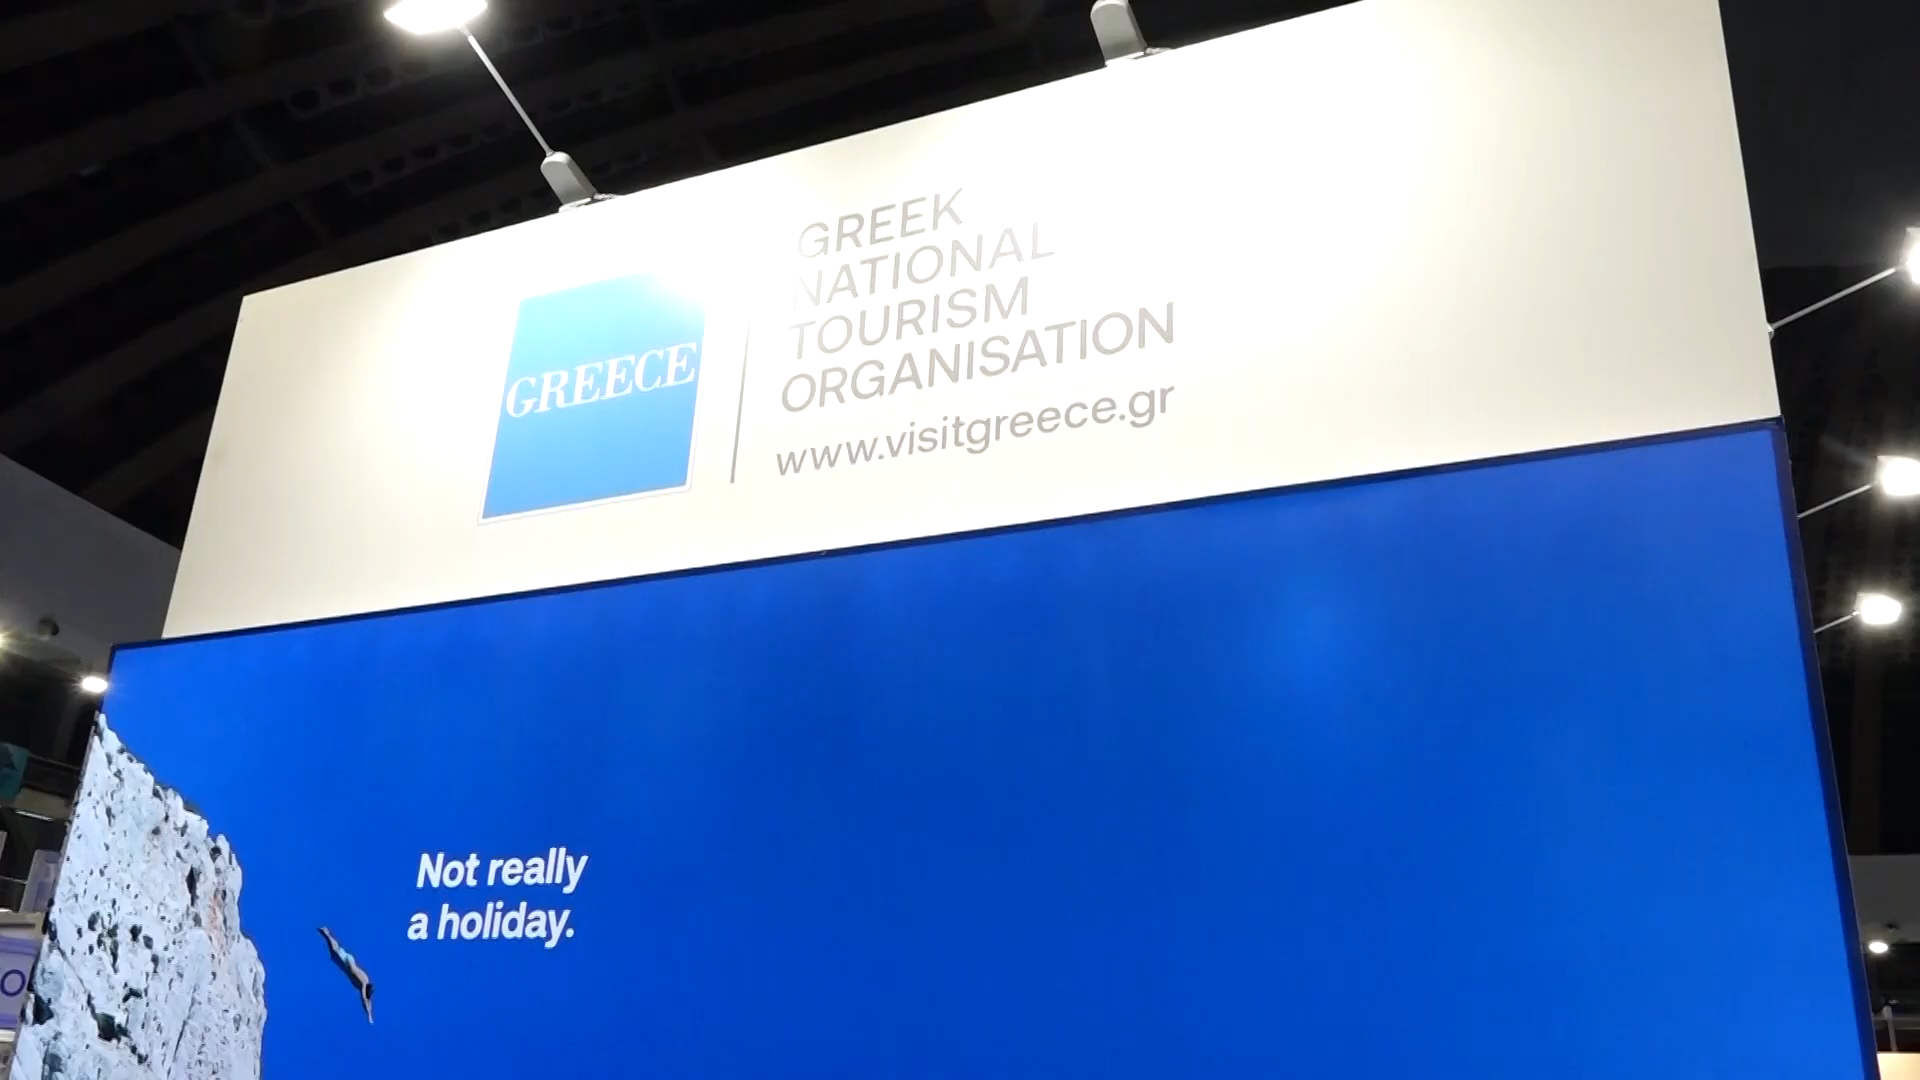 GREECE
GREEK
NATIONAL
TOURISM
ORGANISATION
www.visitgreece.gr
Not really
a holiday.